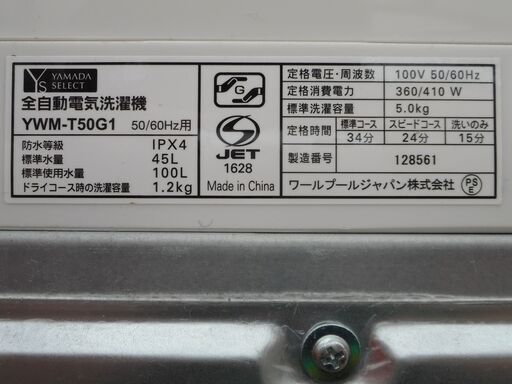 YS YAMADA SELECT
全自動電気洗濯機
YWM-T50G1 50/60Hz用
防水等級 IPX4
標準水量 45L
標準使用水量 100L
ドライコース時の洗濯容量 1.2kg
G
S
JET
1628
Made in China
定格電圧・周波数 100V 50/60Hz
定格消費電力 360/410 W
標準洗濯容量 5.0kg
定格時間 標準コース 34分 スピードコース 24分 洗いのみ 15分
製造番号 128561
ワールプールジャパン株式会社 PSE